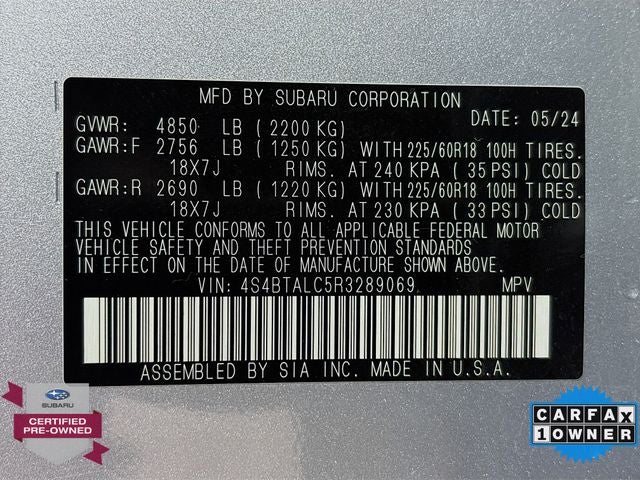 MFD BY SUBARU CORPORATION
DATE: 05/24
GVWR: 4850 LB (2200 KG)
GAWR:F 2756 LB (1250 KG) WITH 225/60R18 100H TIRES.
18X7J RIMS. AT 240 KPA (35 PSI) COLD
GAWR:R 2690 LB (1220 KG) WITH 225/60R18 100H TIRES.
18X7J RIMS. AT 230 KPA (33 PSI) COLD
THIS VEHICLE CONFORMS TO ALL APPLICABLE FEDERAL MOTOR
VEHICLE SAFETY AND THEFT PREVENTION STANDARDS
IN EFFECT ON THE DATE OF MANUFACTURE SHOWN ABOVE.
VIN: 4S4BTALC5R3289069 MPV
ASSEMBLED BY SIA INC. MADE IN U.S.A.
SUBARU
CERTIFIED
PRE-OWNED
CARFAX
1 OWNER